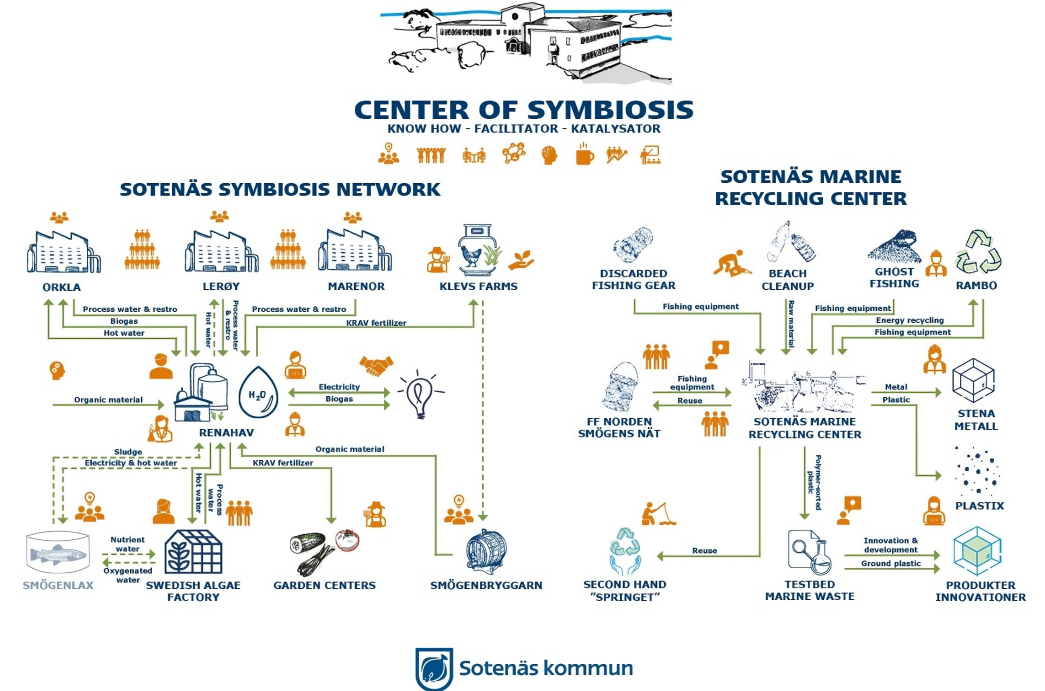 CENTER OF SYMBIOSIS
KNOW HOW - FACILITATOR - KATALYSATOR
SOTENÄS SYMBIOSIS NETWORK
ORKLA
LERØY
MARENOR
KLEVS FARMS
Process water & restro
Biogas
Hot water
Hot water
Process water
& restro
Process water & restro
KRAV fertilizer
Organic material
H₂O
RENAHAV
Electricity
Biogas
Sludge
Electricity & hot water
Hot water
Process
water
KRAV fertilizer
Organic material
Nutrient
water
Oxygenated
water
SMÖGENLAX
SWEDISH ALGAE
FACTORY
GARDEN CENTERS
SMÖGENBRYGGARN
SOTENÄS MARINE
RECYCLING CENTER
DISCARDED
FISHING GEAR
BEACH
CLEANUP
GHOST
FISHING
RAMBO
Fishing equipment
Raw material
Fishing equipment
Energy recycling
Fishing equipment
FF NORDEN
SMÖGENS NÄT
Fishing
equipment
Reuse
SOTENÄS MARINE
RECYCLING CENTER
Metal
Plastic
STENA
METALL
PLASTIX
Polymer-sorted
plastic
Reuse
SECOND HAND
"SPRINGET"
TESTBED
MARINE WASTE
Innovation &
development
Ground plastic
PRODUKTER
INNOVATIONER
Sotenäs kommun